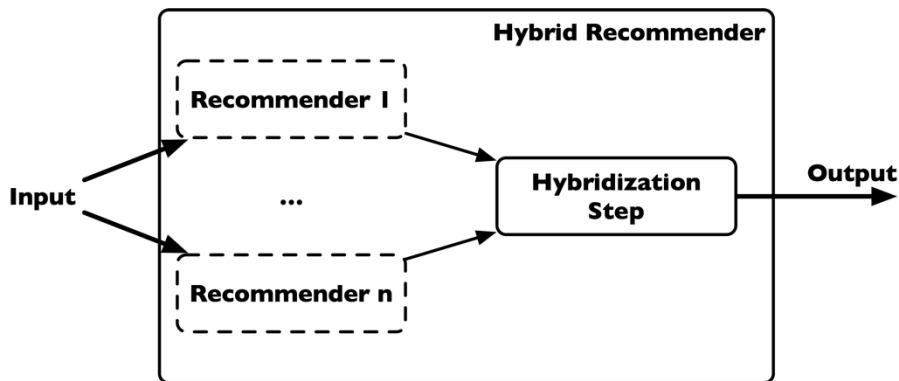 Hybrid Recommender
Recommender 1
Input
...
Hybridization
Step
Output
Recommender n